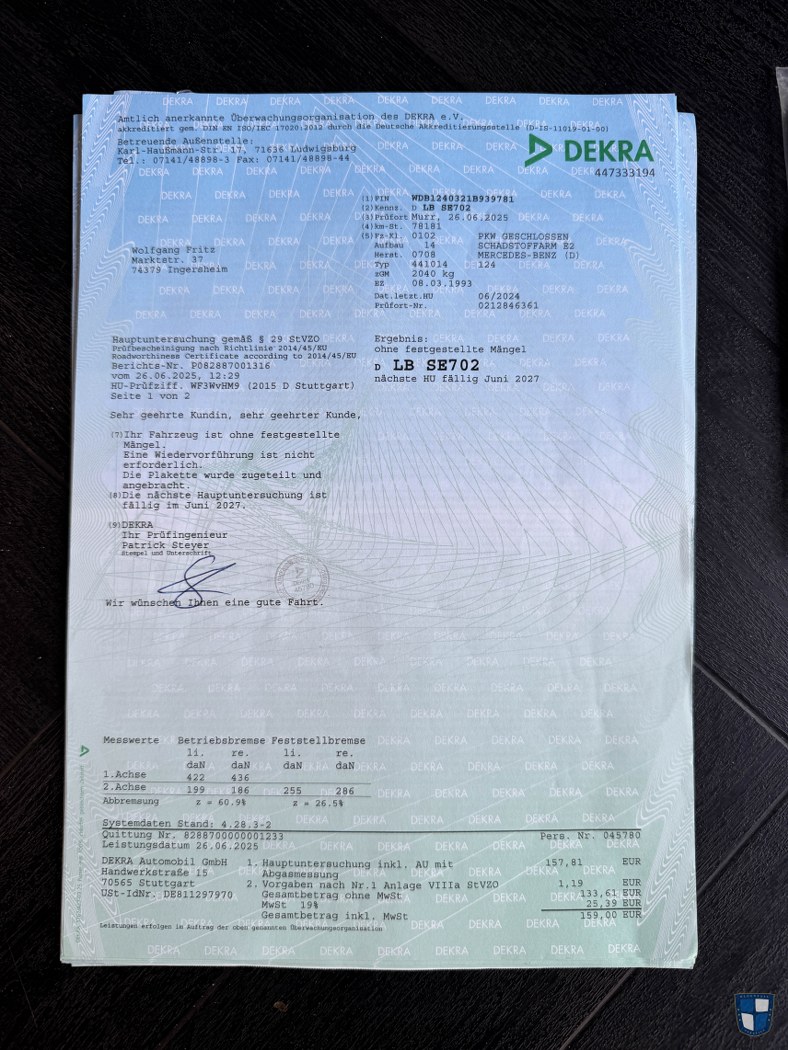 Amtlich anerkannte Überwachungsorganisation des DEKRA e.V.
akkreditiert gem. DIN EN ISO/IEC 17020:2012 durch die Deutsche Akkreditierungsstelle (D-IS-11019-01-00)
Betreuende Außenstelle:
Karl-Haußmann-Str. 17, 71636 Ludwigsburg
Tel.: 07141/48898-3 Fax: 07141/48898-44
DEKRA
447333194
(1) FIN WDB1240321B939781
(2) Kennz. D LB SE702
(3) Prüfort Murr, 26.06.2025
(4) km-St. 78181
(5) Fz-Kl. 0102 PKW GESCHLOSSEN
Aufbau 14 SCHADSTOFFARM E2
Herst. 0708 MERCEDES-BENZ (D)
Typ 441014 124
zGM 2040 kg
EZ 08.03.1993
Dat.letzt.HU 06/2024
Prüfort-Nr. 0212846361
Wolfgang Fritz
Marktstr. 37
74379 Ingersheim
Hauptuntersuchung gemäß § 29 StVZO
Prüfbescheinigung nach Richtlinie 2014/45/EU
Roadworthiness Certificate according to 2014/45/EU
Berichts-Nr. P082887001316
vom 26.06.2025, 12:29
HU-Prüfziff. WF3WvHM9 (2015 D Stuttgart)
Seite 1 von 2
Ergebnis:
ohne festgestellte Mängel
D LB SE702
nächste HU fällig Juni 2027
Sehr geehrte Kundin, sehr geehrter Kunde,
(7) Ihr Fahrzeug ist ohne festgestellte
Mängel.
Eine Wiedervorführung ist nicht
erforderlich.
Die Plakette wurde zugeteilt und
angebracht.
(8) Die nächste Hauptuntersuchung ist
fällig im Juni 2027.
(9) DEKRA
Ihr Prüfingenieur
Patrick Steyer
Stempel und Unterschrift
Wir wünschen Ihnen eine gute Fahrt.
Messwerte Betriebsbremse Feststellbremse
li. re. li. re.
daN daN daN daN
1.Achse 422 436
2.Achse 199 186 255 286
Abbremsung z = 60.9% z = 26.5%
Systemdaten Stand: 4.28.3-2
Quittung Nr. 8288700000001233 Pers. Nr. 045780
Leistungsdatum 26.06.2025
DEKRA Automobil GmbH 1. Hauptuntersuchung inkl. AU mit 157,81 EUR
Handwerkstraße 15 Abgasmessung
70565 Stuttgart 2. Vorgaben nach Nr.1 Anlage VIIIa StVZO 1,19 EUR
USt-IdNr. DE811297970 Gesamtbetrag ohne MwSt 133,61 EUR
MwSt 19% 25,39 EUR
Gesamtbetrag inkl. MwSt 159,00 EUR
Leistungen erfolgen im Auftrag der oben genannten Überwachungsorganisation